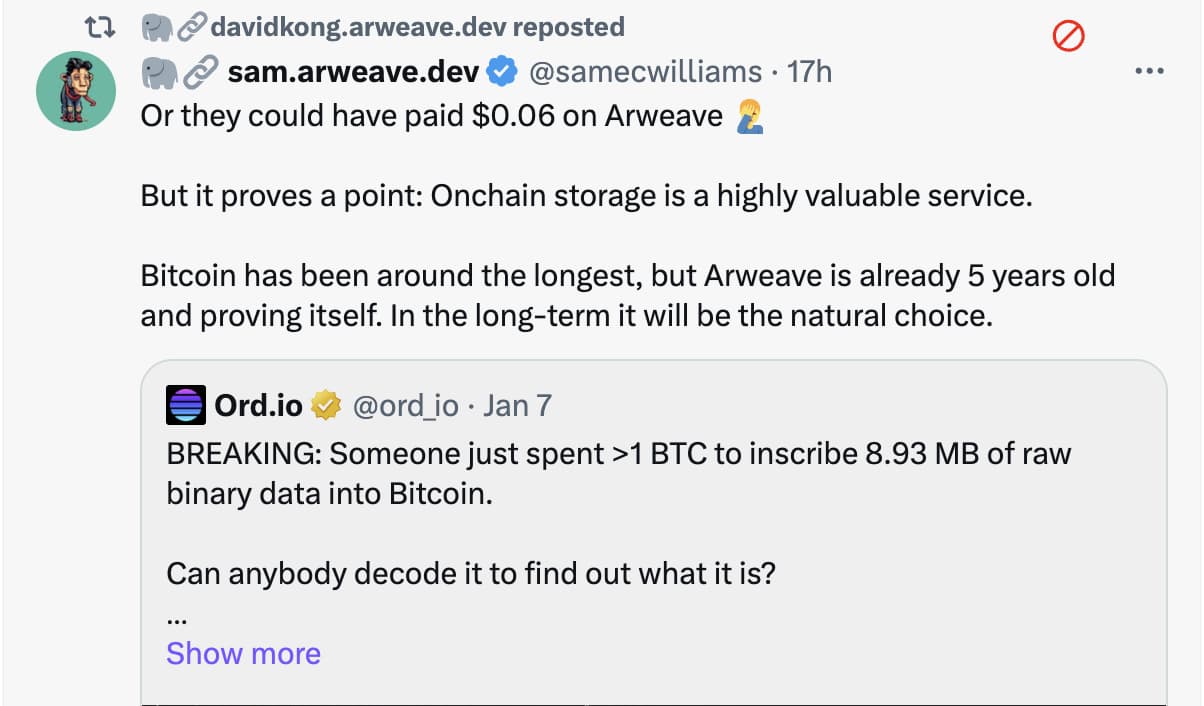 🐘🔗davidkong.arweave.dev reposted
🐘🔗 sam.arweave.dev @samecwilliams · 17h
Or they could have paid $0.06 on Arweave 🤦‍♂️
But it proves a point: Onchain storage is a highly valuable service.
Bitcoin has been around the longest, but Arweave is already 5 years old
and proving itself. In the long-term it will be the natural choice.
Ord.io @ord_io · Jan 7
BREAKING: Someone just spent >1 BTC to inscribe 8.93 MB of raw
binary data into Bitcoin.
Can anybody decode it to find out what it is?
...
Show more